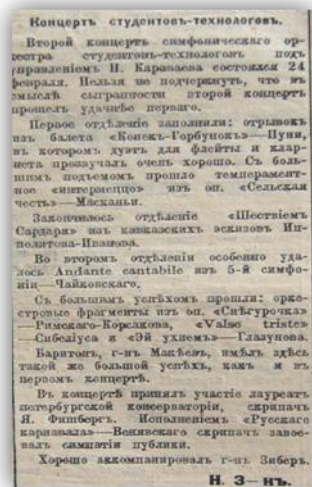 Концертъ студентовъ-технологовъ.
Второй концертъ симфоническаго ор-
кестра студентовъ-технологовъ подъ
управленіемъ Н. Караваева состоялся 24
февраля. Нельзя не подчеркнуть, что въ
смыслѣ сыгранности второй концертъ
прошелъ удачнѣе перваго.
Первое отдѣленіе заполнили: отрывокъ
изъ балета «Конекъ-Горбунокъ»—Пуни,
въ которомъ дуэтъ для флейты и клар-
нета прозвучалъ очень хорошо. Съ боль-
шимъ подъемомъ прошло темперамент-
ное «интермеццо» изъ оп. «Сельская
честь»—Масканьи.
Закончилось отдѣленіе «Шествіемъ
Сардара» изъ кавказскихъ эскизовъ Ип-
политова-Иванова.
Во второмъ отдѣленіи особенно уда-
лось Andante cantabile изъ 5-й симфо-
ніи—Чайковскаго.
Съ большимъ успѣхомъ прошли: орке-
стровые фрагменты изъ оп. «Снѣгурочка»
—Римскаго-Корсакова, «Valse triste»
—Сибеліуса и «Эй ухнемъ»—Глазунова.
Баритонъ, г-нъ Макѣевъ, имѣлъ здѣсь
такой же большой успѣхъ, какъ и въ
первомъ концертѣ.
Въ концертѣ принялъ участіе лауреатъ
петербургской консерваторіи, скрипачъ
Я. Финбергъ. Исполненіемъ «Русскаго
карнавала»—Венявскаго скрипачъ завое-
валъ симпатіи публики.
Хорошо аккомпанировалъ г-нъ Зиберъ.
Н. З—нъ.